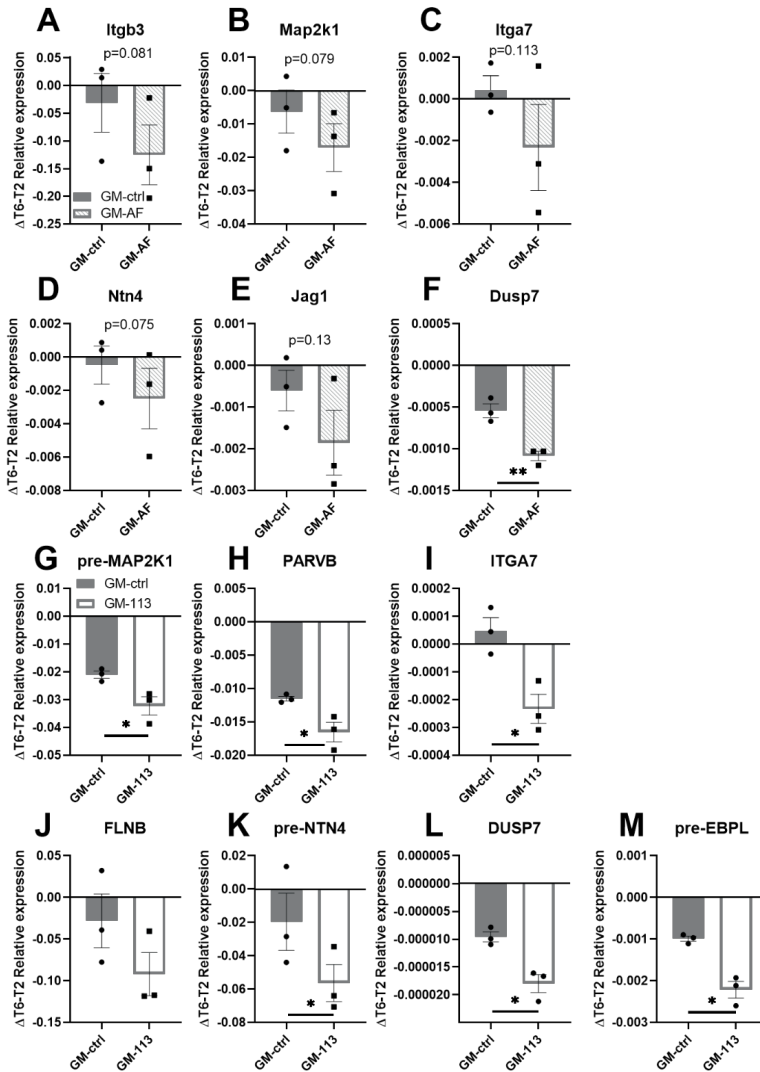 A
Itgb3
p=0.081
ΔT6-T2 Relative expression
0.05
0.00
-0.05
-0.10
-0.15
-0.20
-0.25
GM-ctrl
GM-AF
GM-ctrl
GM-AF
B
Map2k1
p=0.079
ΔT6-T2 Relative expression
0.01
0.00
-0.01
-0.02
-0.03
-0.04
GM-ctrl
GM-AF
C
Itga7
p=0.113
ΔT6-T2 Relative expression
0.002
0.000
-0.002
-0.004
-0.006
GM-ctrl
GM-AF
D
Ntn4
p=0.075
ΔT6-T2 Relative expression
0.002
0.000
-0.002
-0.004
-0.006
-0.008
GM-ctrl
GM-AF
E
Jag1
p=0.13
ΔT6-T2 Relative expression
0.001
0.000
-0.001
-0.002
-0.003
GM-ctrl
GM-AF
F
Dusp7
ΔT6-T2 Relative expression
0.0005
0.0000
-0.0005
-0.0010
-0.0015
**
GM-ctrl
GM-AF
G
pre-MAP2K1
ΔT6-T2 Relative expression
0.01
0.00
-0.01
-0.02
-0.03
-0.04
-0.05
GM-ctrl
GM-113
*
GM-ctrl
GM-113
H
PARVB
ΔT6-T2 Relative expression
0.005
0.000
-0.005
-0.010
-0.015
-0.020
*
GM-ctrl
GM-113
I
ITGA7
ΔT6-T2 Relative expression
0.0002
0.0001
0.0000
-0.0001
-0.0002
-0.0003
-0.0004
*
GM-ctrl
GM-113
J
FLNB
ΔT6-T2 Relative expression
0.05
0.00
-0.05
-0.10
-0.15
GM-ctrl
GM-113
K
pre-NTN4
ΔT6-T2 Relative expression
0.02
0.00
-0.02
-0.04
-0.06
-0.08
*
GM-ctrl
GM-113
L
DUSP7
ΔT6-T2 Relative expression
0.000005
0.000000
-0.000005
-0.000010
-0.000015
-0.000020
*
GM-ctrl
GM-113
M
pre-EBPL
ΔT6-T2 Relative expression
0.001
0.000
-0.001
-0.002
-0.003
*
GM-ctrl
GM-113